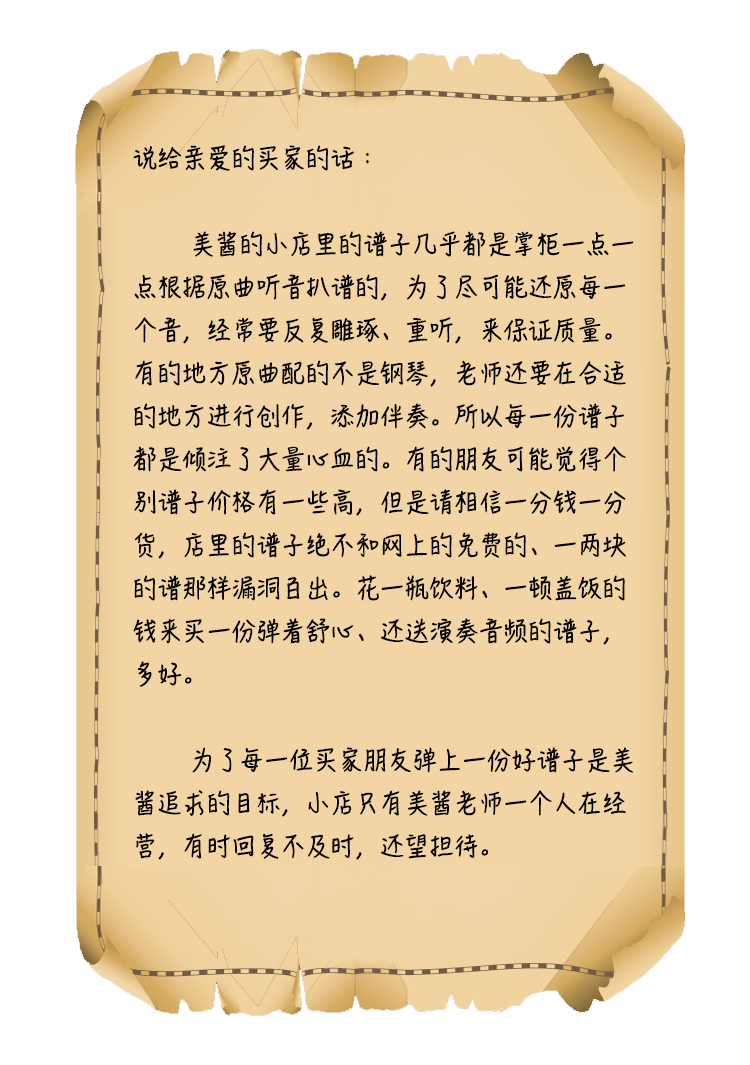 说给亲爱的买家的话：
美酱的小店里的谱子几乎都是掌柜一点一
点根据原曲听音扒谱的，为了尽可能还原每一
个音，经常要反复雕琢、重听，来保证质量。
有的地方原曲配的不是钢琴，老师还要在合适
的地方进行创作，添加伴奏。所以每一份谱子
都是倾注了大量心血的。有的朋友可能觉得个
别谱子价格有一些高，但是请相信一分钱一分
货，店里的谱子绝不和网上的免费的、一两块
的谱那样漏洞百出。花一瓶饮料、一顿盖饭的
钱来买一份弹着舒心、还送演奏音频的谱子，
多好。
为了每一位买家朋友弹上一份好谱子是美
酱追求的目标，小店只有美酱老师一个人在经
营，有时回复不及时，还望担待。